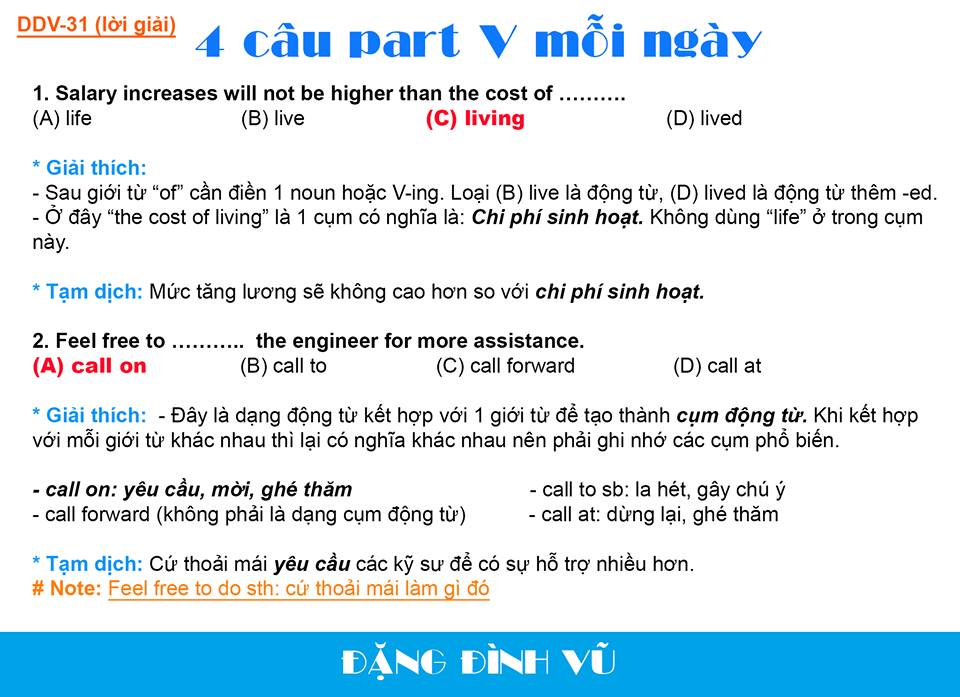 DDV-31 (lời giải)
4 câu part V mỗi ngày
1. Salary increases will not be higher than the cost of ……….
(A) life (B) live (C) living (D) lived
* Giải thích:
- Sau giới từ “of” cần điền 1 noun hoặc V-ing. Loại (B) live là động từ, (D) lived là động từ thêm -ed.
- Ở đây “the cost of living” là 1 cụm có nghĩa là: Chi phí sinh hoạt. Không dùng “life” ở trong cụm
này.
* Tạm dịch: Mức tăng lương sẽ không cao hơn so với chi phí sinh hoạt.
2. Feel free to ……….. the engineer for more assistance.
(A) call on (B) call to (C) call forward (D) call at
* Giải thích: - Đây là dạng động từ kết hợp với 1 giới từ để tạo thành cụm động từ. Khi kết hợp
với mỗi giới từ khác nhau thì lại có nghĩa khác nhau nên phải ghi nhớ các cụm phổ biến.
- call on: yêu cầu, mời, ghé thăm - call to sb: la hét, gây chú ý
- call forward (không phải là dạng cụm động từ) - call at: dừng lại, ghé thăm
* Tạm dịch: Cứ thoải mái yêu cầu các kỹ sư để có sự hỗ trợ nhiều hơn.
# Note: Feel free to do sth: cứ thoải mái làm gì đó
ĐẶNG ĐÌNH VŨ